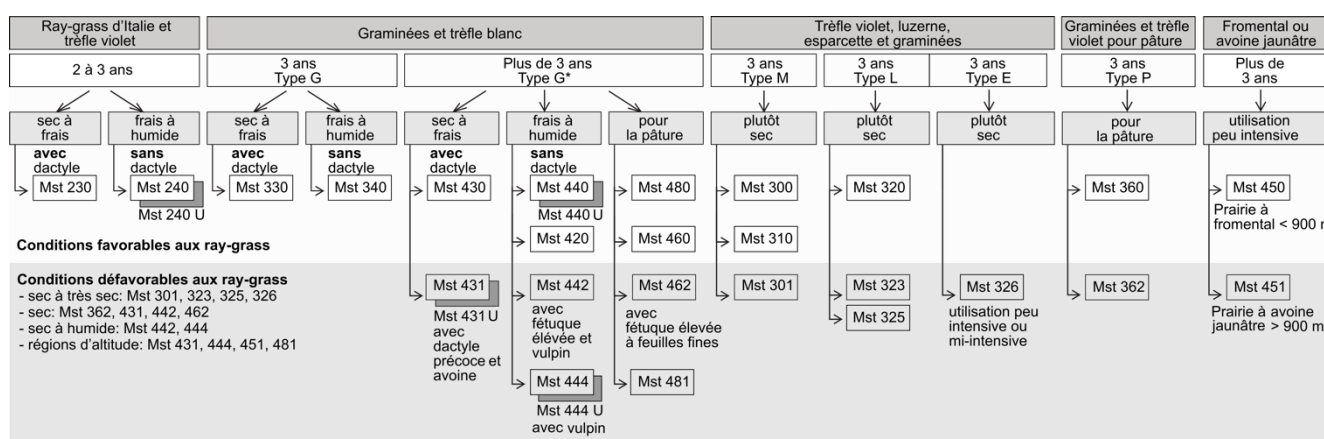 Ray-grass d'Italie et
trèfle violet
Graminées et trèfle blanc
Trèfle violet, luzerne,
esparcette et graminées
Graminées et trèfle
violet pour pâture
Fromental ou
avoine jaunâtre
2 à 3 ans
3 ans
Type G
Plus de 3 ans
Type G*
3 ans
Type M
3 ans
Type L
3 ans
Type E
3 ans
Type P
Plus de
3 ans
sec à
frais
frais à
humide
sec à
frais
frais à
humide
sec à
frais
frais à
humide
pour
la pâture
plutôt
sec
plutôt
sec
plutôt
sec
pour
la pâture
utilisation
peu intensive
avec
dactyle
sans
dactyle
avec
dactyle
sans
dactyle
avec
dactyle
sans
dactyle
Mst 230
Mst 240
Mst 330
Mst 340
Mst 430
Mst 440
Mst 480
Mst 300
Mst 320
Mst 360
Mst 450
Mst 240 U
Mst 440 U
Prairie à
fromental < 900 m
Mst 420
Mst 460
Mst 310
Conditions favorables aux ray-grass
Conditions défavorables aux ray-grass
- sec à très sec: Mst 301, 323, 325, 326
- sec: Mst 362, 431, 442, 462
- sec à humide: Mst 442, 444
- régions d'altitude: Mst 431, 444, 451, 481
Mst 431
Mst 431 U
avec
dactyle
précoce et
avoine
Mst 442
avec
fétuque
élévée et
vulpin
Mst 444
Mst 444 U
avec vulpin
Mst 462
avec
fétuque élevée
à feuilles fines
Mst 481
Mst 301
Mst 323
Mst 325
Mst 326
utilisation peu
intensive ou
mi-intensive
Mst 362
Mst 451
Prairie à avoine
jaunâtre > 900 m